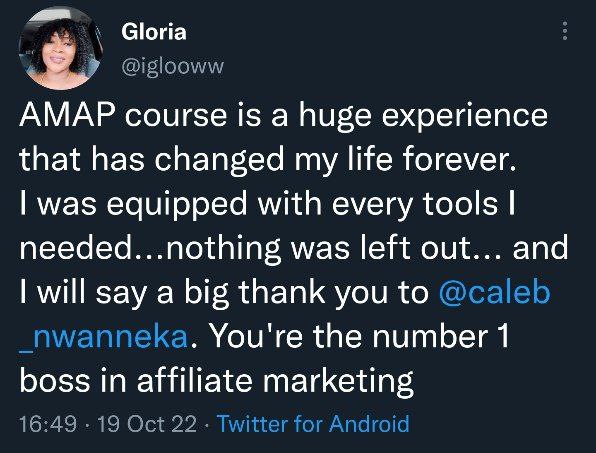 Gloria
@iglooww
AMAP course is a huge experience
that has changed my life forever.
I was equipped with every tools I
needed...nothing was left out... and
I will say a big thank you to @caleb
_nwanneka. You're the number 1
boss in affiliate marketing
16:49 · 19 Oct 22 · Twitter for Android